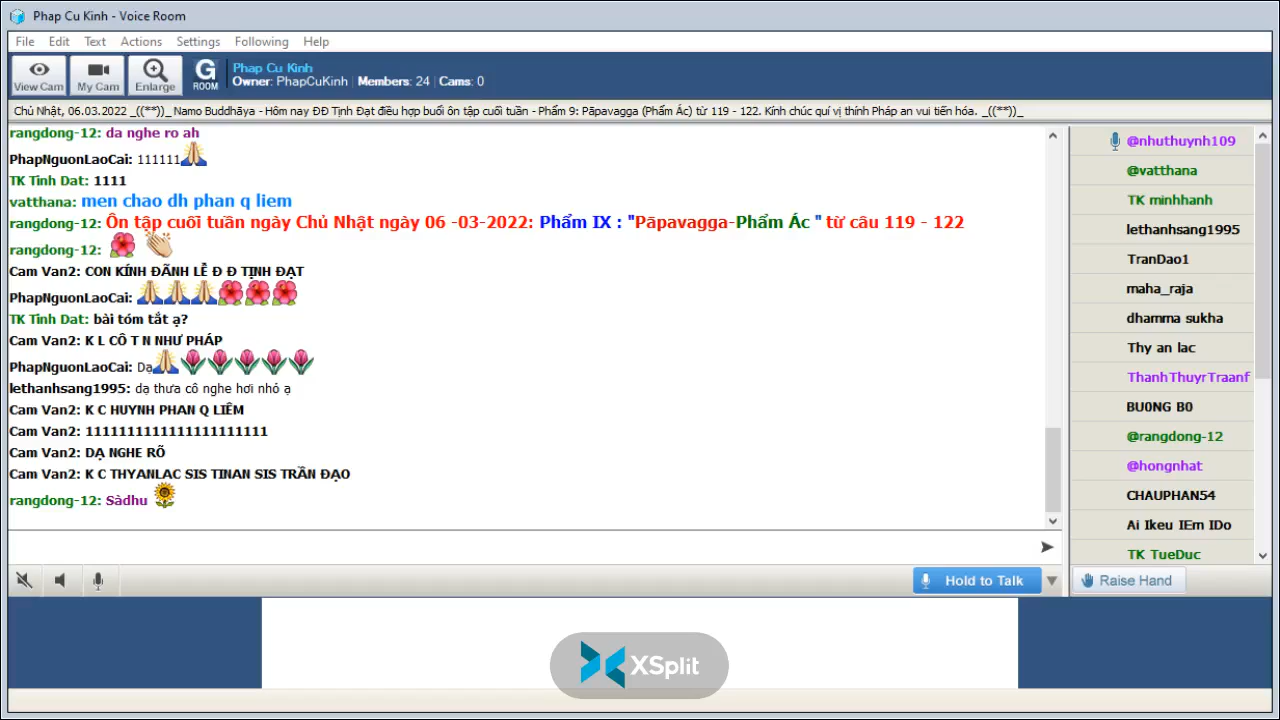 Phap Cu Kinh - Voice Room
File Edit Text Actions Settings Following Help
View Cam My Cam Enlarge G ROOM
Phap Cu Kinh
Owner: PhapCuKinh | Members: 24 | Cams: 0
Chủ Nhật, 06.03.2022 _((**))_ Namo Buddhāya - Hôm nay ĐĐ Tịnh Đạt điều hợp buổi ôn tập cuối tuần - Phẩm 9: Pāpavagga (Phẩm Ác) từ 119 - 122. Kính chúc quí vị thính Pháp an vui tiến hóa. _((**))_
rangdong-12: da nghe ro ah
PhapNguonLaoCai: 111111
TK Tinh Dat: 1111
vatthana: men chao dh phan q liem
rangdong-12: Ôn tập cuối tuần ngày Chủ Nhật ngày 06 -03-2022: Phẩm IX : "Pāpavagga-Phẩm Ác " từ câu 119 - 122
rangdong-12:
Cam Van2: CON KÍNH ĐÃNH LỄ Đ Đ TỊNH ĐẠT
PhapNguonLaoCai:
TK Tinh Dat: bài tóm tắt ạ?
Cam Van2: K L CÔ T N NHƯ PHÁP
PhapNguonLaoCai: Dạ
lethanhsang1995: dạ thưa cô nghe hơi nhỏ ạ
Cam Van2: K C HUYNH PHAN Q LIÊM
Cam Van2: 1111111111111111111111
Cam Van2: DẠ NGHE RÕ
Cam Van2: K C THYANLAC SIS TINAN SIS TRẦN ĐẠO
rangdong-12: Sàdhu
@nhuthuynh109
@vatthana
TK minhhanh
lethanhsang1995
TranDao1
maha_raja
dhamma sukha
Thy an lac
ThanhThuyrTraanf
BU0NG B0
@rangdong-12
@hongnhat
CHAUPHAN54
Ai Ikeu IEm IDo
TK TueDuc
Hold to Talk
Raise Hand
XSplit